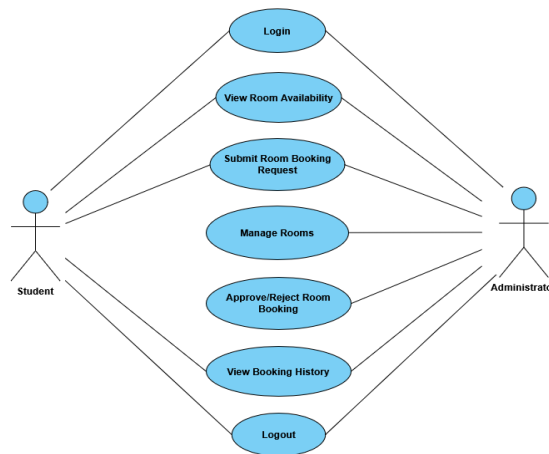 Login
View Room Availability
Submit Room Booking
Request
Manage Rooms
Student
Administrato
Approve/Reject Room
Booking
View Booking History
Logout